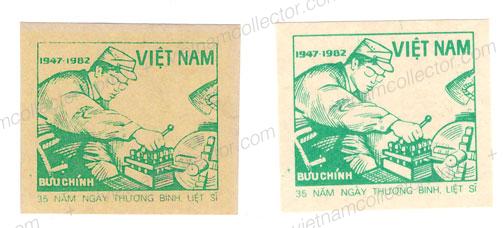 1947-1982 VIỆT NAM
BƯU CHÍNH
35 NĂM NGÀY THƯƠNG BINH, LIỆT SĨ
1947-1982 VIỆT NAM
BƯU CHÍNH
35 NĂM NGÀY THƯƠNG BINH, LIỆT SĨ
vietnamcollector.com